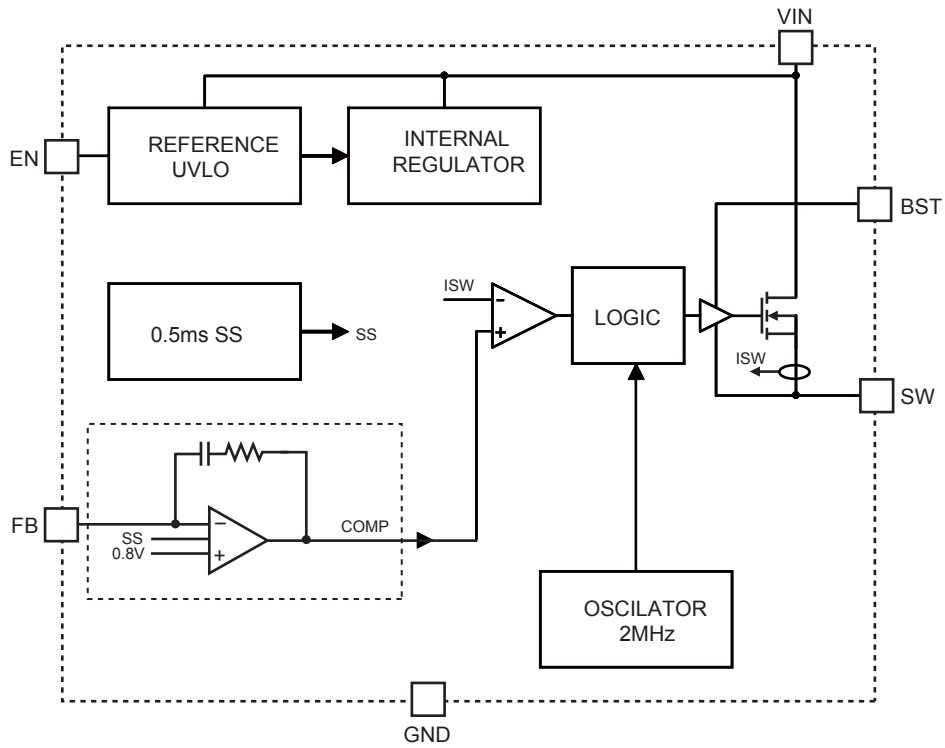 VIN
REFERENCE
UVLO
INTERNAL
REGULATOR
EN
BST
0.5ms SS
SS
ISW
−
+
LOGIC
ISW
SW
FB
−
SS
0.8V
+
COMP
OSCILATOR
2MHz
GND